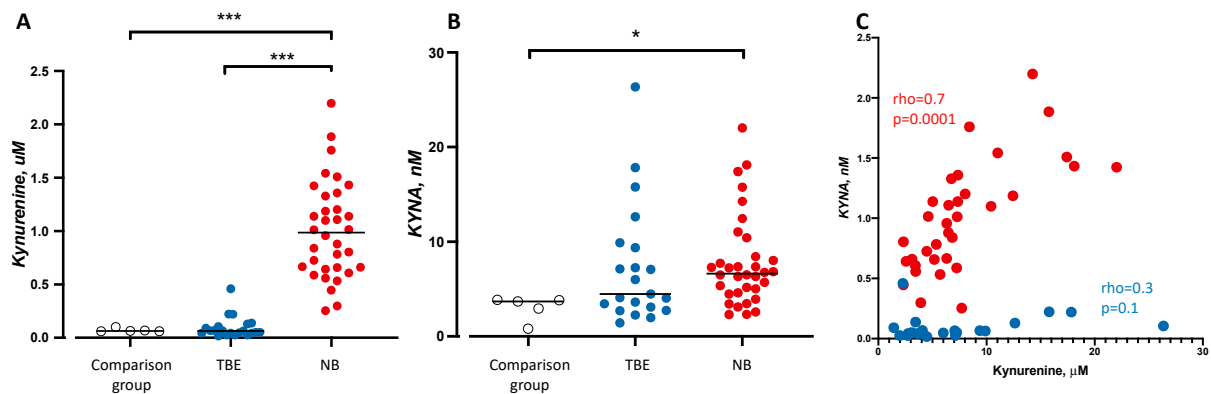 A
***
***
Kynurenine, uM
2.5
2.0
1.5
1.0
0.5
0.0
Comparison
group
TBE
NB
B
*
KYNA, nM
30
20
10
0
Comparison
group
TBE
NB
C
KYNA, nM
2.5
2.0
1.5
1.0
0.5
0.0
rho=0.7
p=0.0001
rho=0.3
p=0.1
0 10 20 30
Kynurenine, μM